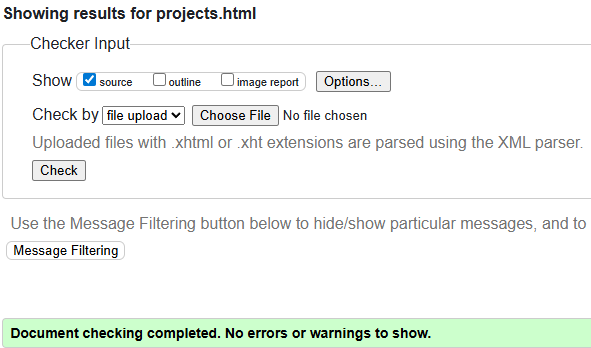 Showing results for projects.html
Checker Input
Show source outline image report Options...
Check by file upload Choose File No file chosen
Uploaded files with .xhtml or .xht extensions are parsed using the XML parser.
Check
Use the Message Filtering button below to hide/show particular messages, and to
Message Filtering
Document checking completed. No errors or warnings to show.